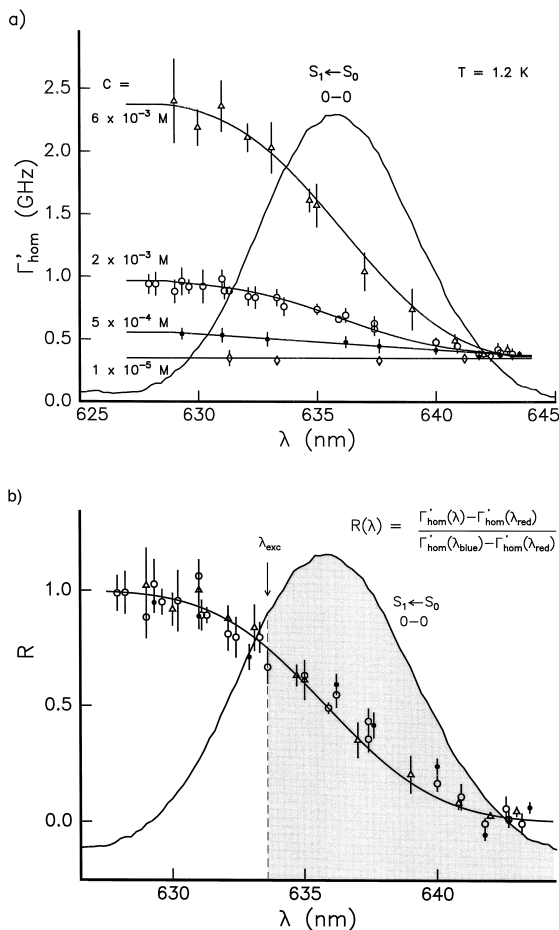 a)
C =
6 x 10⁻³ M
S₁←S₀
0–0
T = 1.2 K
2 x 10⁻³ M
5 x 10⁻⁴ M
1 x 10⁻⁵ M
Γ'hom (GHz)
2.5
2.0
1.5
1.0
0.5
0.0
625 630 635 640 645
λ (nm)
b)
R(λ) = Γ'hom(λ)−Γ'hom(λred)
Γ'hom(λblue)−Γ'hom(λred)
λexc
S₁←S₀
0–0
R
1.0
0.5
0.0
630 635 640
λ (nm)